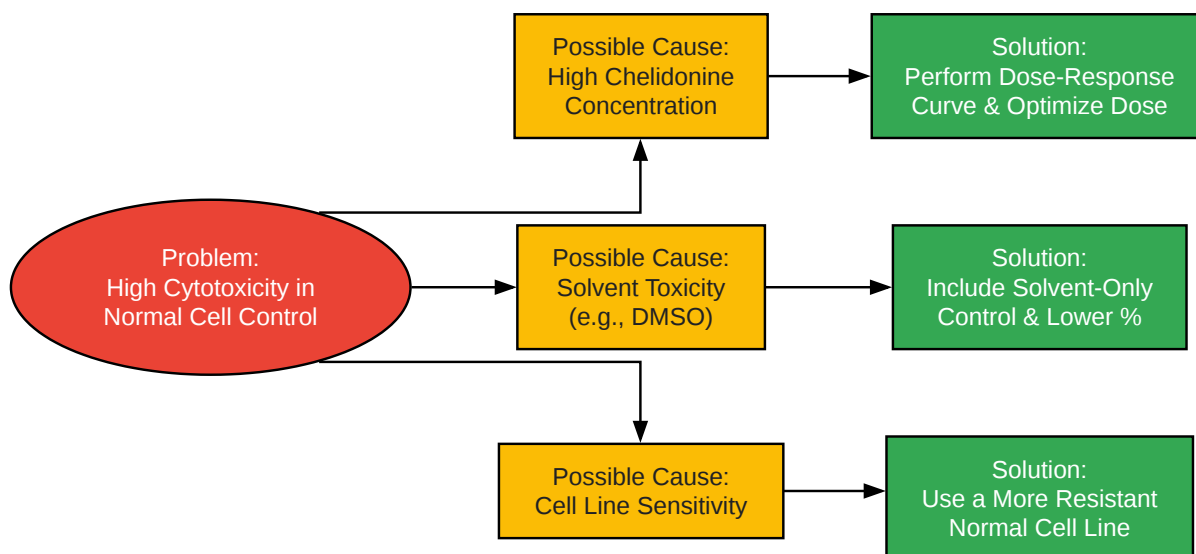 Problem:
High Cytotoxicity in
Normal Cell Control
Possible Cause:
High Chelidonine
Concentration
Solution:
Perform Dose-Response
Curve & Optimize Dose
Possible Cause:
Solvent Toxicity
(e.g., DMSO)
Solution:
Include Solvent-Only
Control & Lower %
Possible Cause:
Cell Line Sensitivity
Solution:
Use a More Resistant
Normal Cell Line